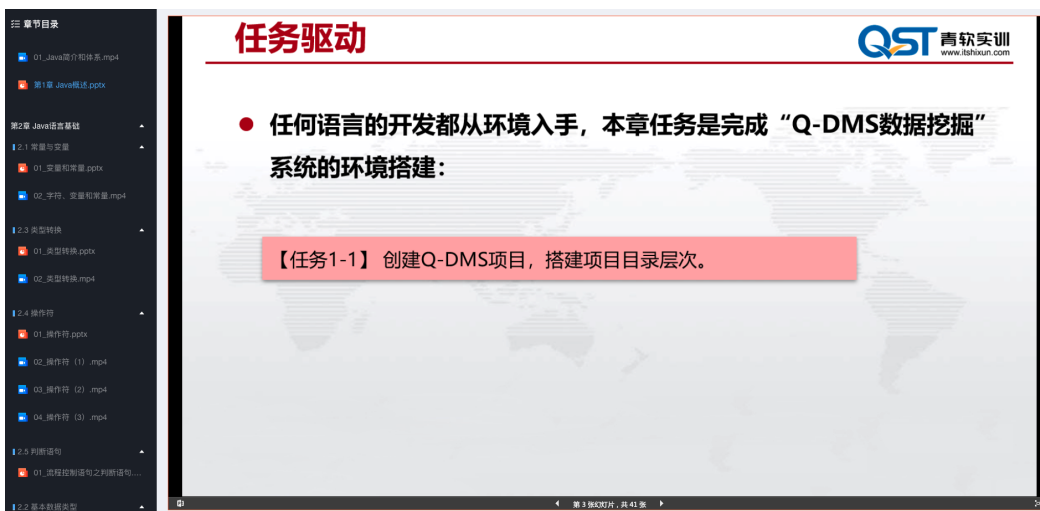 章节目录
01_Java简介和体系.mp4
第1章 Java概述.pptx
第2章 Java语言基础
2.1 常量与变量
01_变量和常量.pptx
02_字符、变量和常量.mp4
2.3 类型转换
01_类型转换.pptx
02_类型转换.mp4
2.4 操作符
01_操作符.pptx
02_操作符（1）.mp4
03_操作符（2）.mp4
04_操作符（3）.mp4
2.5 判断语句
01_流程控制语句之判断语句....
2.2 基本数据类型
任务驱动
QST 青软实训
www.itshixun.com
● 任何语言的开发都从环境入手，本章任务是完成“Q-DMS数据挖掘”
系统的环境搭建：
【任务1-1】 创建Q-DMS项目，搭建项目目录层次。
第 3 张幻灯片，共 41 张